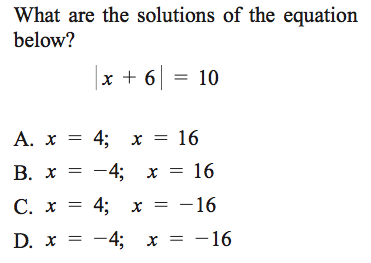 What are the solutions of the equation
below?
|x + 6| = 10
A. x = 4; x = 16
B. x = −4; x = 16
C. x = 4; x = −16
D. x = −4; x = −16